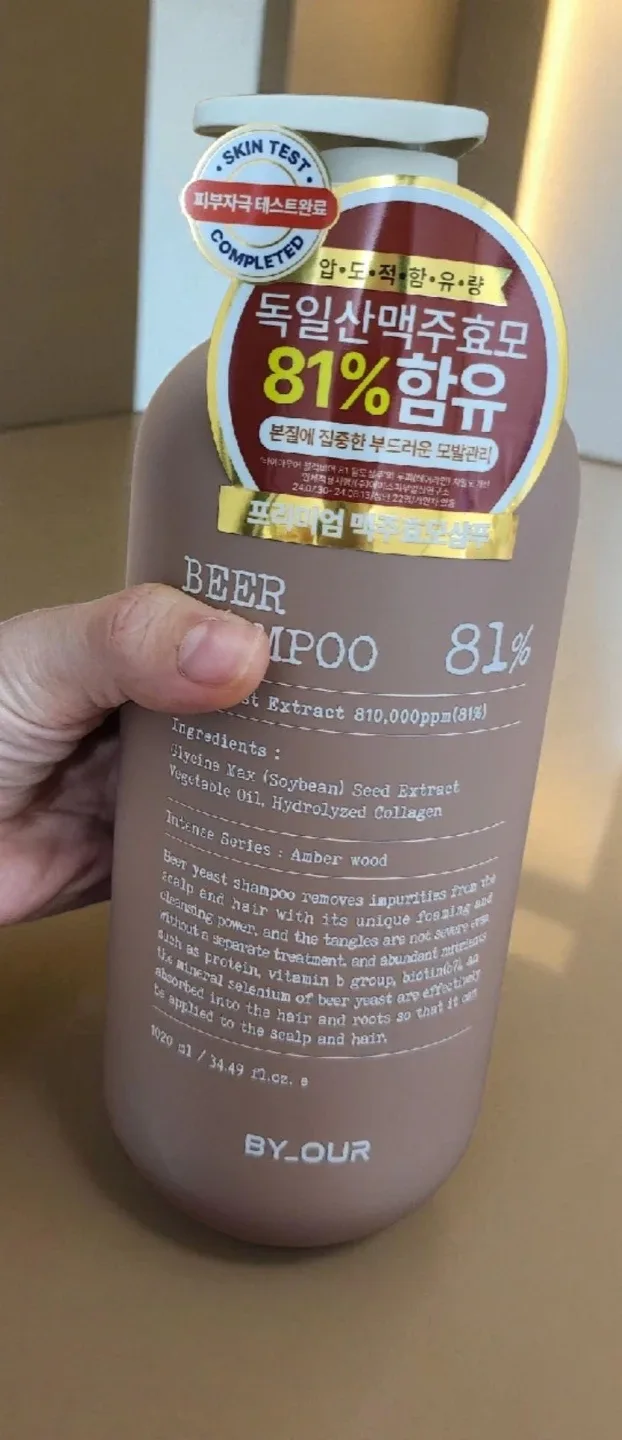 SKIN TEST
피부자극 테스트완료
COMPLETED
압·도·적·함·유·량
독일산맥주효모
81%함유
본질에 집중한 부드러운 모발관리
프리미엄 맥주효모샴푸
BEER
MPOO 81%
st Extract 810,000ppm(81%)
Ingredients :
Glycine Max (Soybean) Seed Extract
Vegetable Oil, Hydrolyzed Collagen
Intense Series : Amber wood
Beer yeast shampoo removes impurities from the
scalp and hair with its unique foaming and
cleansing power, and the tangles are not severe even
without a separate treatment, and abundant nutrients
such as protein, vitamin b group, biotin(b7), as
the mineral selenium of beer yeast are effectively
absorbed into the hair and roots so that it can
be applied to the scalp and hair.
1020 ml / 34.49 fl.oz. e
BY_OUR